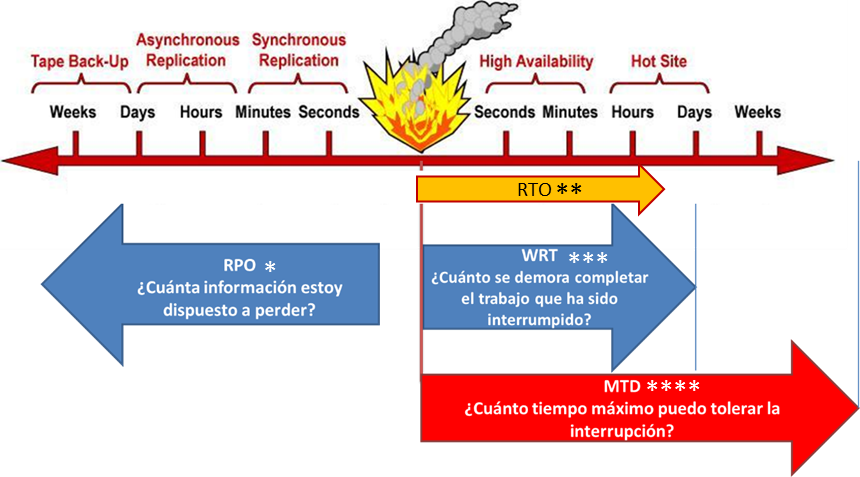 Asynchronous Synchronous
Tape Back-Up Replication Replication High Availability Hot Site
Weeks Days Hours Minutes Seconds Seconds Minutes Hours Days Weeks
RTO **
RPO *
¿Cuánta información estoy
dispuesto a perder?
WRT ***
¿Cuánto se demora completar
el trabajo que ha sido
interrumpido?
MTD ****
¿Cuánto tiempo máximo puedo tolerar la
interrupción?